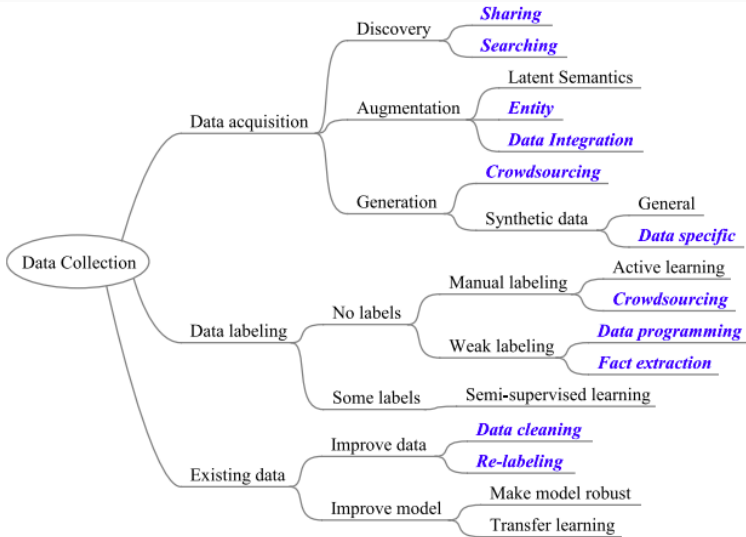 Data Collection
Data acquisition
Discovery
Sharing
Searching
Augmentation
Latent Semantics
Entity
Data Integration
Generation
Crowdsourcing
Synthetic data
General
Data specific
Data labeling
No labels
Manual labeling
Active learning
Crowdsourcing
Weak labeling
Data programming
Fact extraction
Some labels
Semi-supervised learning
Existing data
Improve data
Data cleaning
Re-labeling
Improve model
Make model robust
Transfer learning